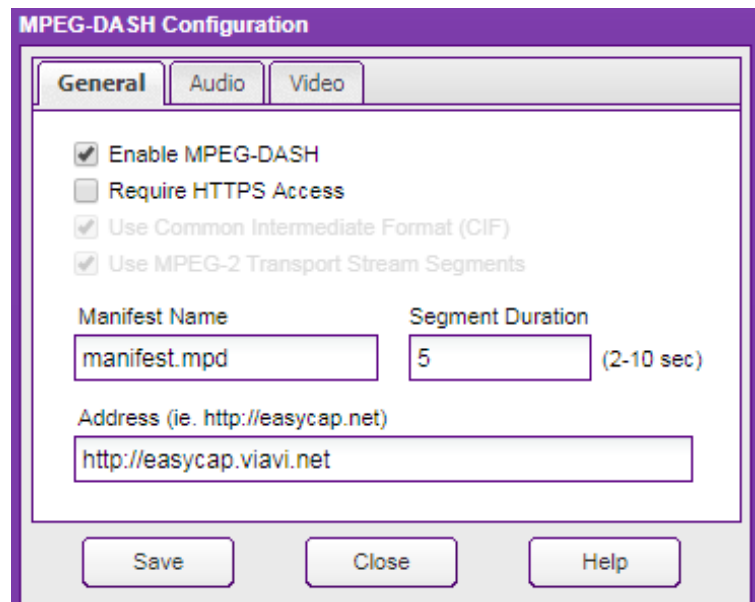 MPEG-DASH Configuration
General Audio Video
Enable MPEG-DASH
Require HTTPS Access
Use Common Intermediate Format (CIF)
Use MPEG-2 Transport Stream Segments
Manifest Name Segment Duration
manifest.mpd 5 (2-10 sec)
Address (ie. http://easycap.net)
http://easycap.viavi.net
Save Close Help